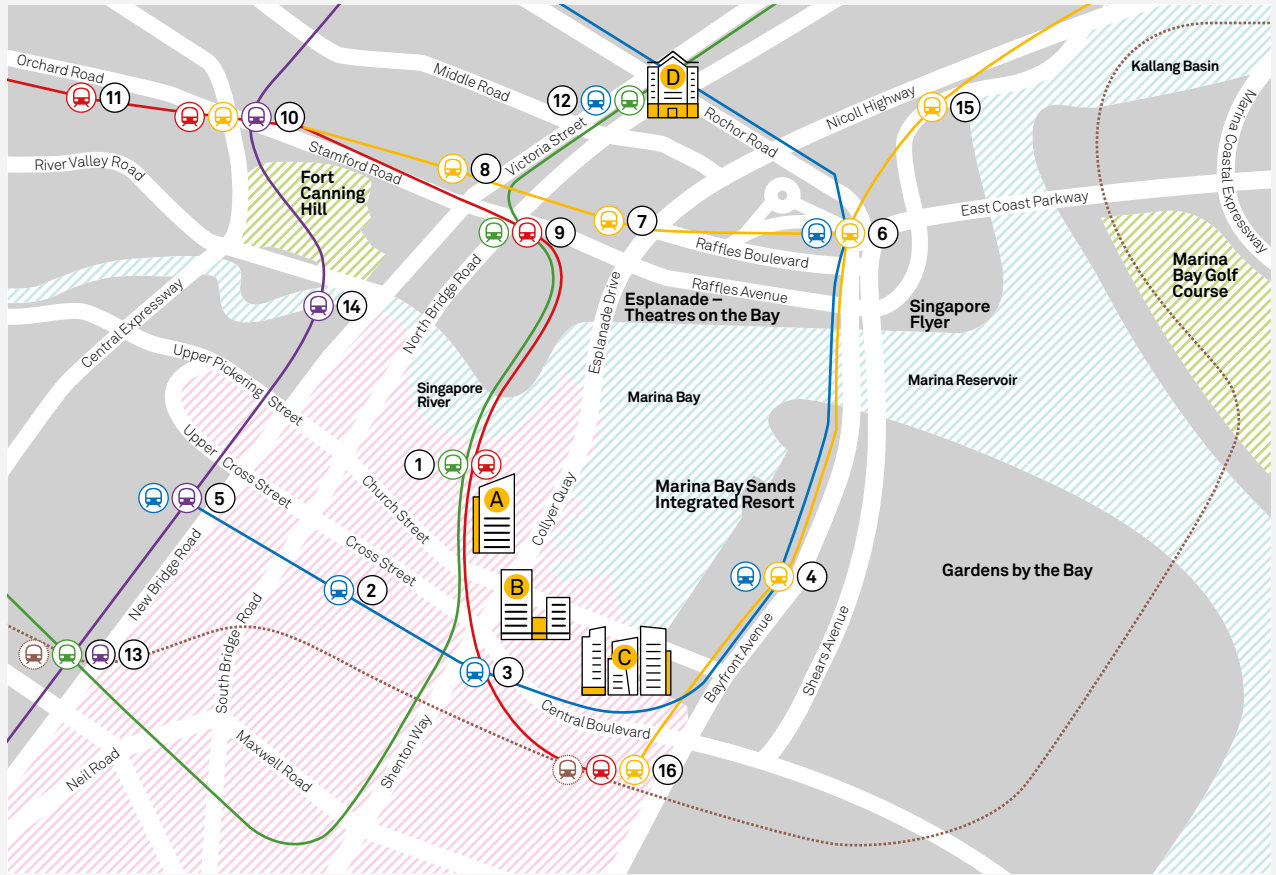 Orchard Road
11
10
River Valley Road
Fort
Canning
Hill
Stamford Road
Middle Road
12
Victoria Street
D
Rochor Road
Nicoll Highway
15
Kallang Basin
Marina Coastal Expressway
8
7
9
6
East Coast Parkway
Raffles Boulevard
Raffles Avenue
Marina
Bay Golf
Course
North Bridge Road
Esplanade Drive
Esplanade –
Theatres on the Bay
Singapore
Flyer
14
Central Expressway
Upper Pickering Street
Singapore
River
Marina Bay
Marina Reservoir
Upper Cross Street
1
A
Church Street
Collyer Quay
Marina Bay Sands
Integrated Resort
5
Cross Street
New Bridge Road
2
B
4
Gardens by the Bay
South Bridge Road
13
3
C
Bayfront Avenue
Shears Avenue
Central Boulevard
Shenton Way
Maxwell Road
Neil Road
16